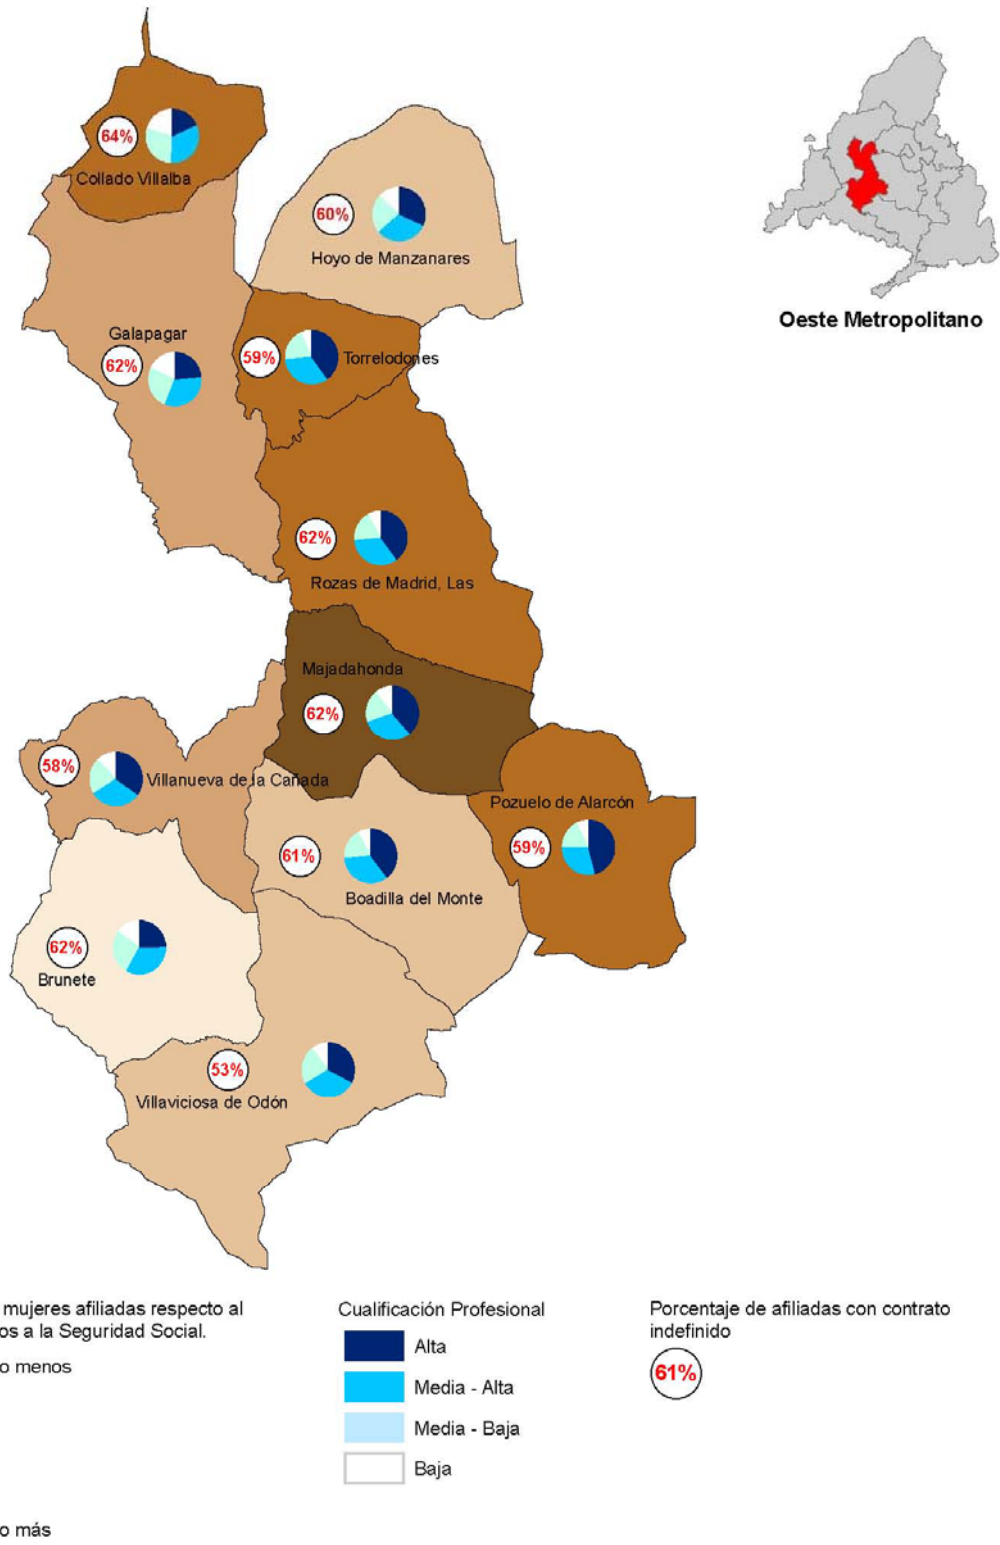 64%
Collado Villalba
60%
Hoyo de Manzanares
Oeste Metropolitano
Galapagar
62%
59%
Torrelodones
62%
Rozas de Madrid, Las
Majadahonda
62%
58%
Villanueva de la Cañada
Pozuelo de Alarcón
59%
61%
Boadilla del Monte
62%
Brunete
53%
Villaviciosa de Odón
mujeres afiliadas respecto al
os a la Seguridad Social.
o menos
o más
Cualificación Profesional
Alta
Media - Alta
Media - Baja
Baja
Porcentaje de afiliadas con contrato
indefinido
61%